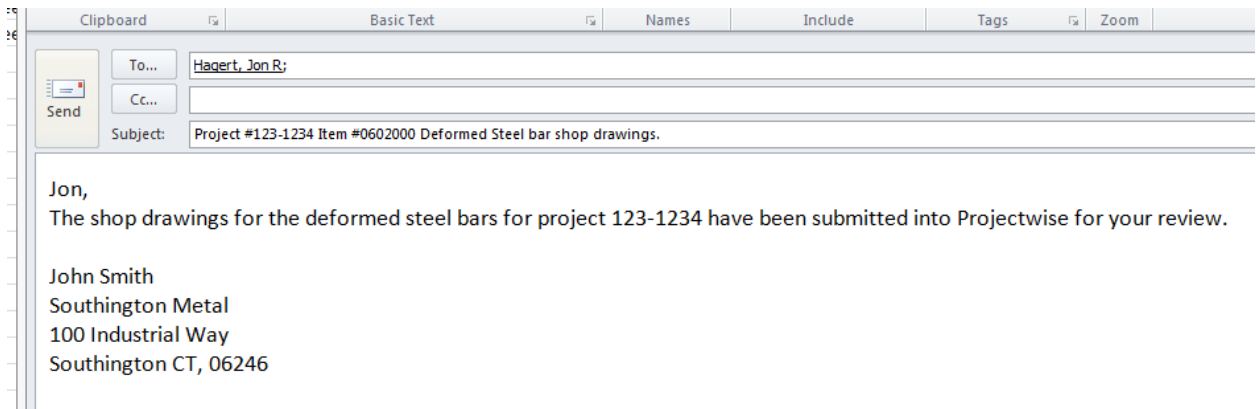 Clipboard Basic Text Names Include Tags Zoom
To... Hagert, Jon R;
Cc...
Send
Subject: Project #123-1234 Item #0602000 Deformed Steel bar shop drawings.
Jon,
The shop drawings for the deformed steel bars for project 123-1234 have been submitted into Projectwise for your review.
John Smith
Southington Metal
100 Industrial Way
Southington CT, 06246